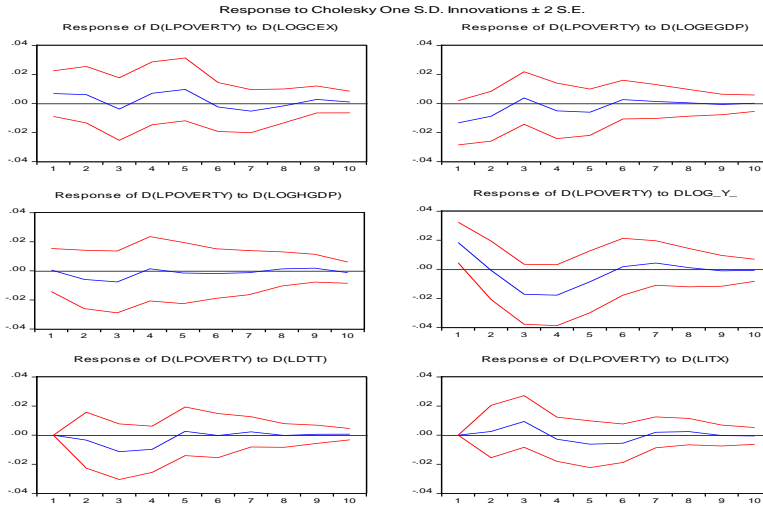 Response to Cholesky One S.D. Innovations ± 2 S.E.
Response of D(LPOVERTY) to D(LOGCEX)
.04
.02
.00
-.02
-.04
1 2 3 4 5 6 7 8 9 10
Response of D(LPOVERTY) to D(LOGEGDP)
.04
.02
.00
-.02
-.04
1 2 3 4 5 6 7 8 9 10
Response of D(LPOVERTY) to D(LOGHGDP)
.04
.02
.00
-.02
-.04
1 2 3 4 5 6 7 8 9 10
Response of D(LPOVERTY) to DLOG_Y_
.04
.02
.00
-.02
-.04
1 2 3 4 5 6 7 8 9 10
Response of D(LPOVERTY) to D(LDTT)
.04
.02
.00
-.02
-.04
1 2 3 4 5 6 7 8 9 10
Response of D(LPOVERTY) to D(LITX)
.04
.02
.00
-.02
-.04
1 2 3 4 5 6 7 8 9 10